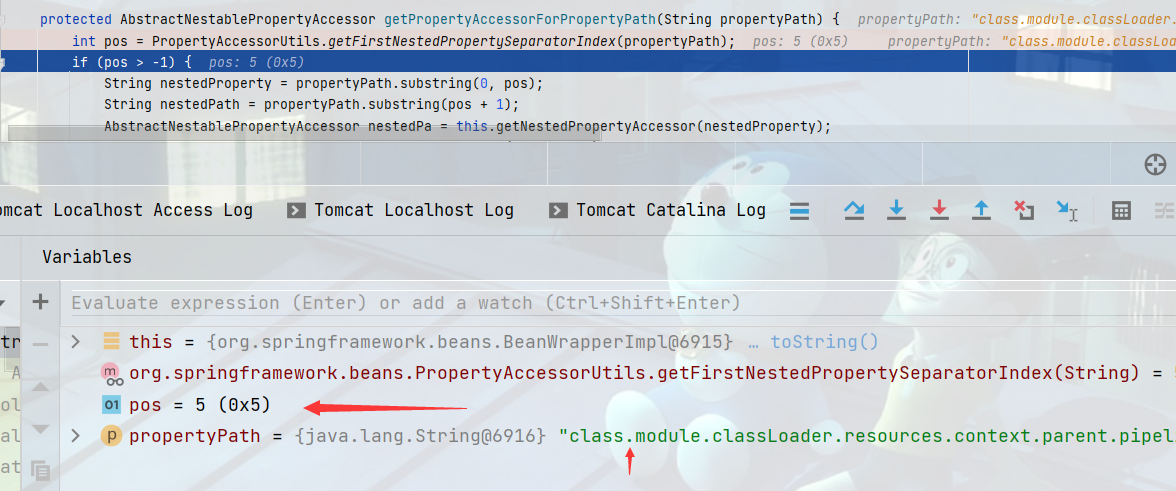 protected AbstractNestablePropertyAccessor getPropertyAccessorForPropertyPath(String propertyPath) { propertyPath: "class.module.classLoader.
int pos = PropertyAccessorUtils.getFirstNestedPropertySeparatorIndex(propertyPath); pos: 5 (0x5) propertyPath: "class.module.classLoa
if (pos > -1) { pos: 5 (0x5)
String nestedProperty = propertyPath.substring(0, pos);
String nestedPath = propertyPath.substring(pos + 1);
AbstractNestablePropertyAccessor nestedPa = this.getNestedPropertyAccessor(nestedProperty);
omcat Localhost Access Log Tomcat Localhost Log Tomcat Catalina Log
Variables
Evaluate expression (Enter) or add a watch (Ctrl+Shift+Enter)
tr this = {org.springframework.beans.BeanWrapperImpl@6915} … toString()
A m org.springframework.beans.PropertyAccessorUtils.getFirstNestedPropertySeparatorIndex(String) = 5
ol 01 pos = 5 (0x5)
al p propertyPath = {java.lang.String@6916} "class.module.classLoader.resources.context.parent.pipeli
at